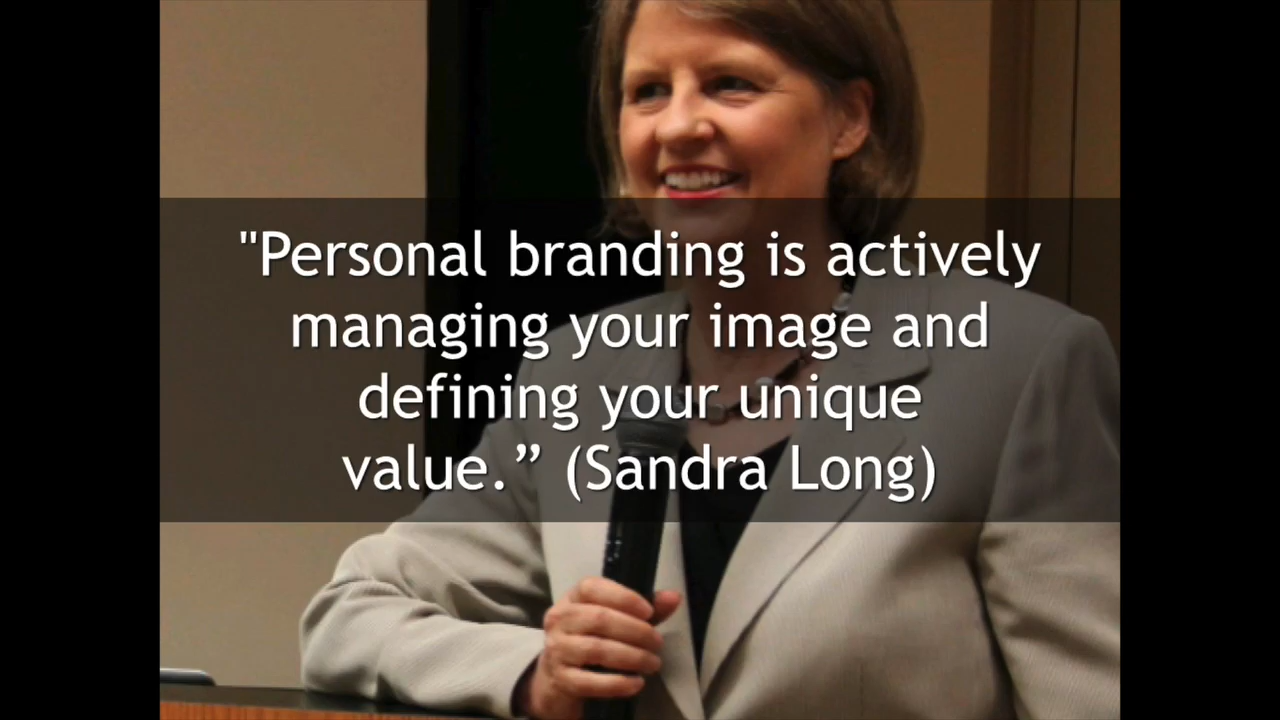 "Personal branding is actively
managing your image and
defining your unique
value.” (Sandra Long)